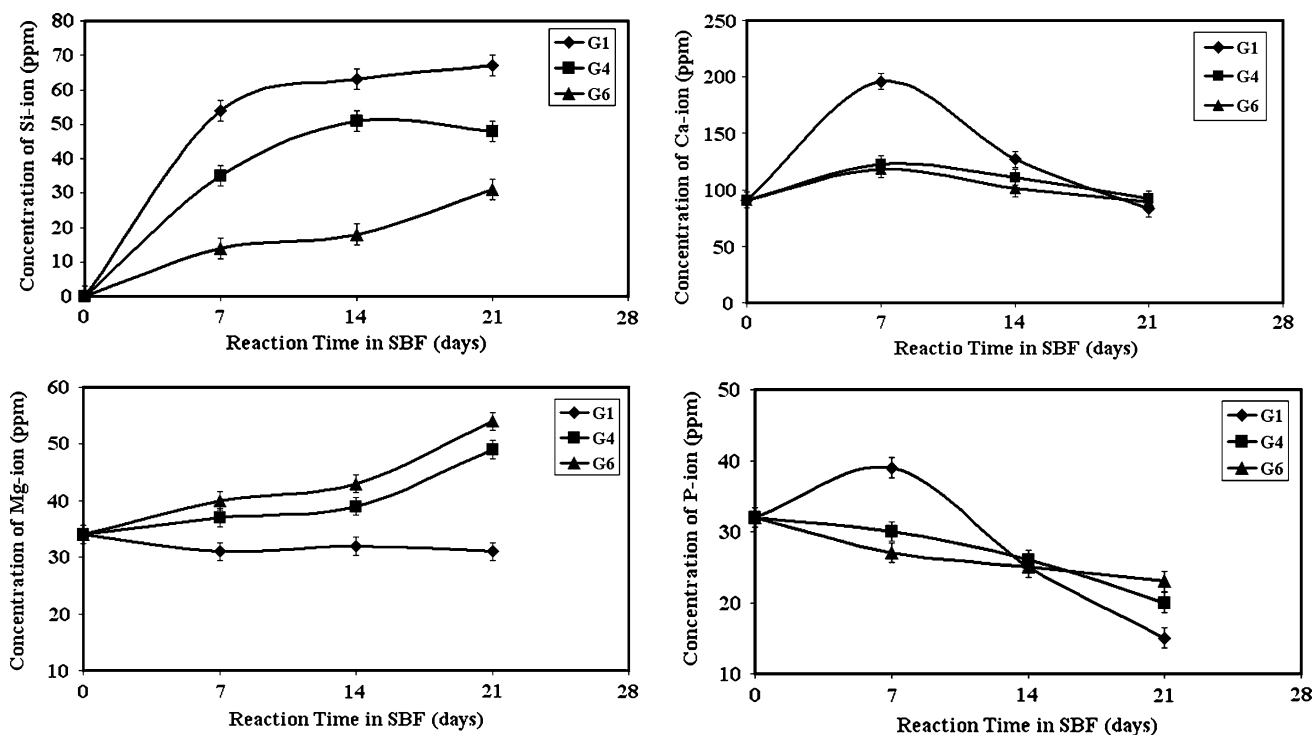 Concentration of Si-ion (ppm)
80
70
60
50
40
30
20
10
0
0 7 14 21 28
Reaction Time in SBF (days)
G1
G4
G6
Concentration of Ca-ion (ppm)
250
200
150
100
50
0
0 7 14 21 28
Reactio Time in SBF (days)
G1
G4
G6
Concentration of Mg-ion (ppm)
60
50
40
30
20
10
0 7 14 21 28
Reaction Time in SBF (days)
G1
G4
G6
Concentration of P-ion (ppm)
50
40
30
20
10
0 7 14 21 28
Reaction Time in SBF (days)
G1
G4
G6